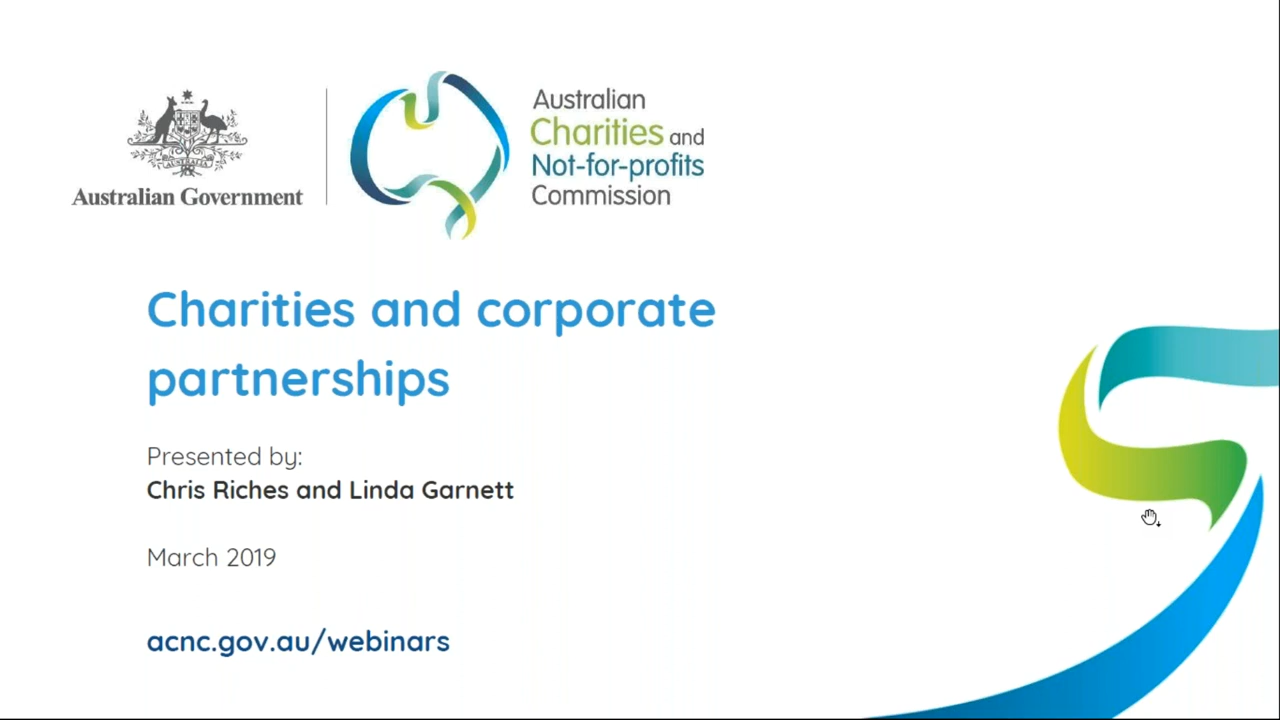 Australian Government
Australian
Charities and
Not-for-profits
Commission
Charities and corporate
partnerships
Presented by:
Chris Riches and Linda Garnett
March 2019
acnc.gov.au/webinars